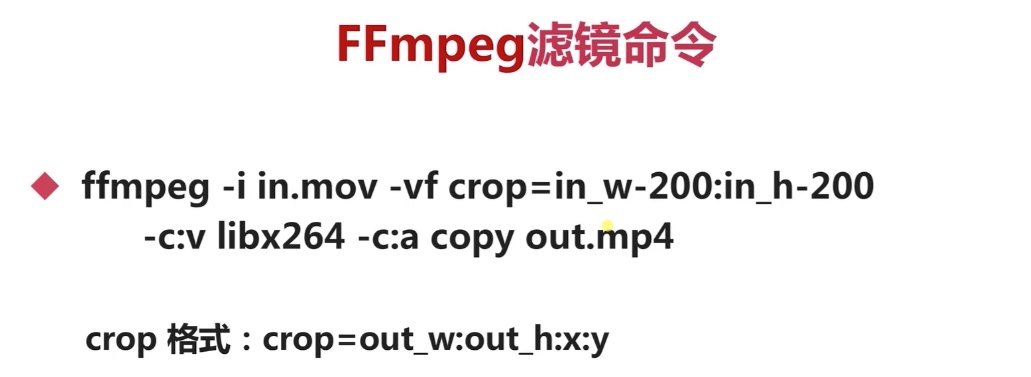 FFmpeg滤镜命令
ffmpeg -i in.mov -vf crop=in_w-200:in_h-200
-c:v libx264 -c:a copy out.mp4
crop 格式：crop=out_w:out_h:x:y